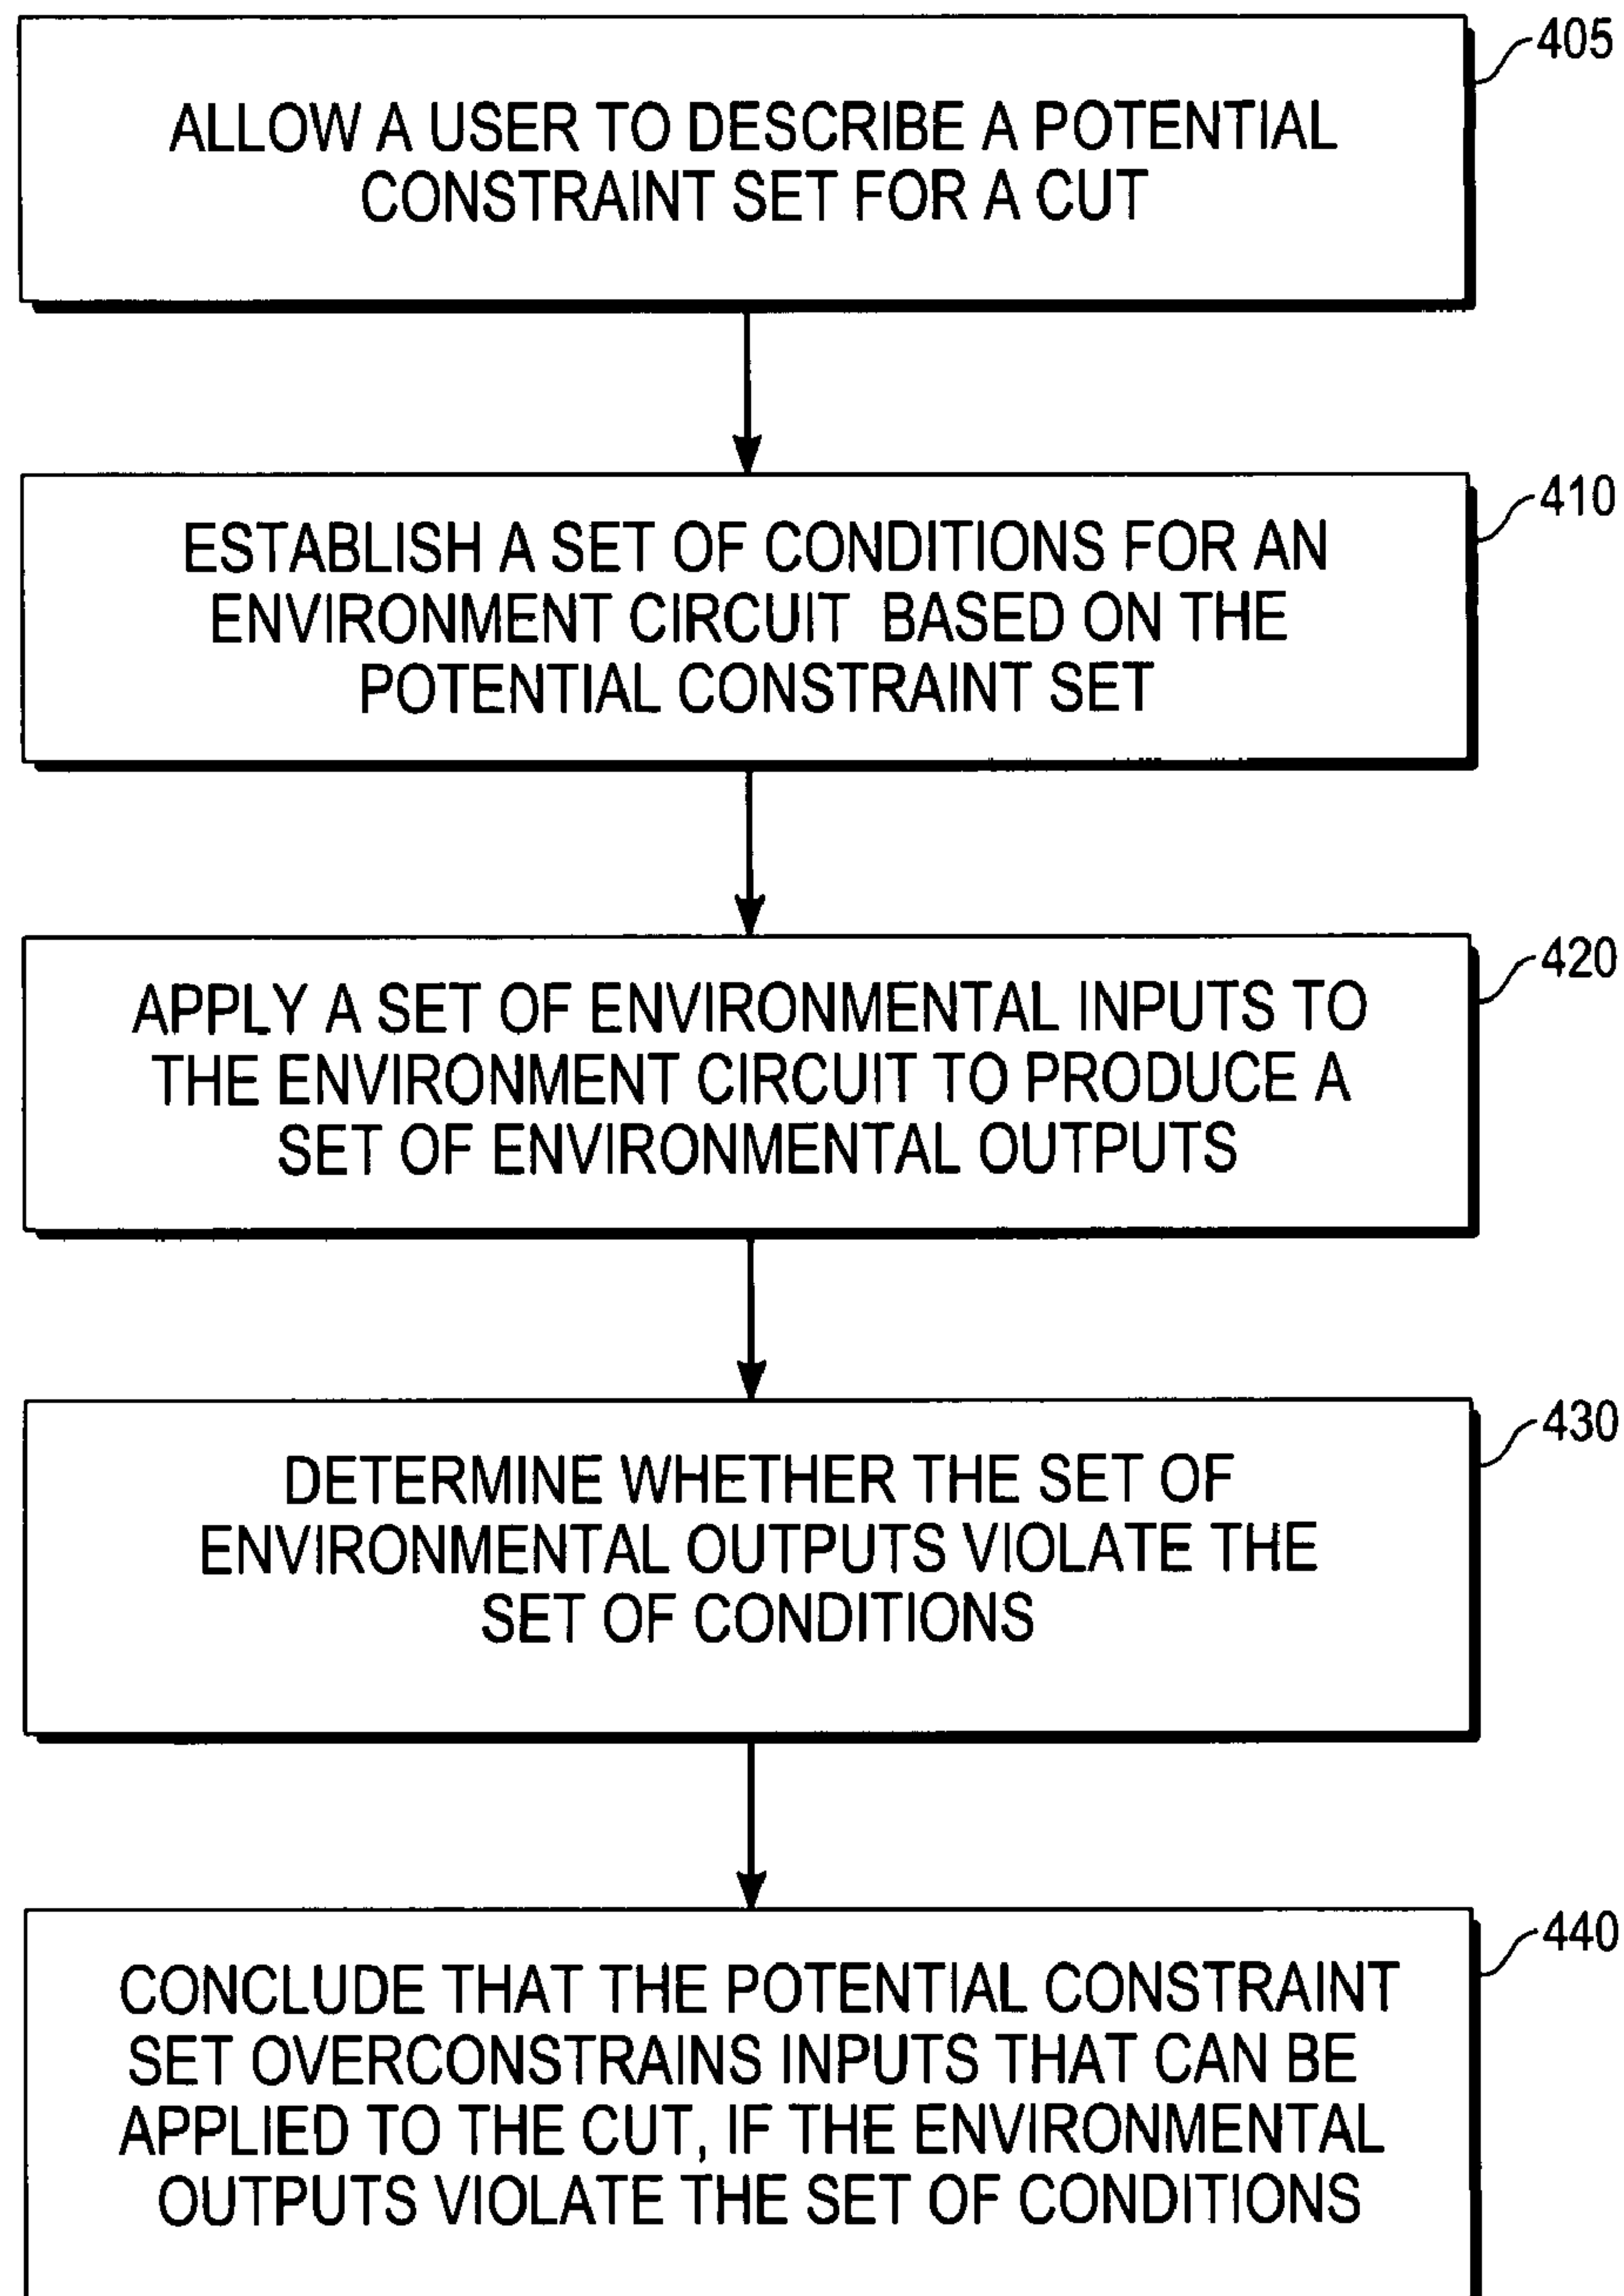 405
ALLOW A USER TO DESCRIBE A POTENTIAL
CONSTRAINT SET FOR A CUT
410
ESTABLISH A SET OF CONDITIONS FOR AN
ENVIRONMENT CIRCUIT BASED ON THE
POTENTIAL CONSTRAINT SET
420
APPLY A SET OF ENVIRONMENTAL INPUTS TO
THE ENVIRONMENT CIRCUIT TO PRODUCE A
SET OF ENVIRONMENTAL OUTPUTS
430
DETERMINE WHETHER THE SET OF
ENVIRONMENTAL OUTPUTS VIOLATE THE
SET OF CONDITIONS
440
CONCLUDE THAT THE POTENTIAL CONSTRAINT
SET OVERCONSTRAINS INPUTS THAT CAN BE
APPLIED TO THE CUT, IF THE ENVIRONMENTAL
OUTPUTS VIOLATE THE SET OF CONDITIONS